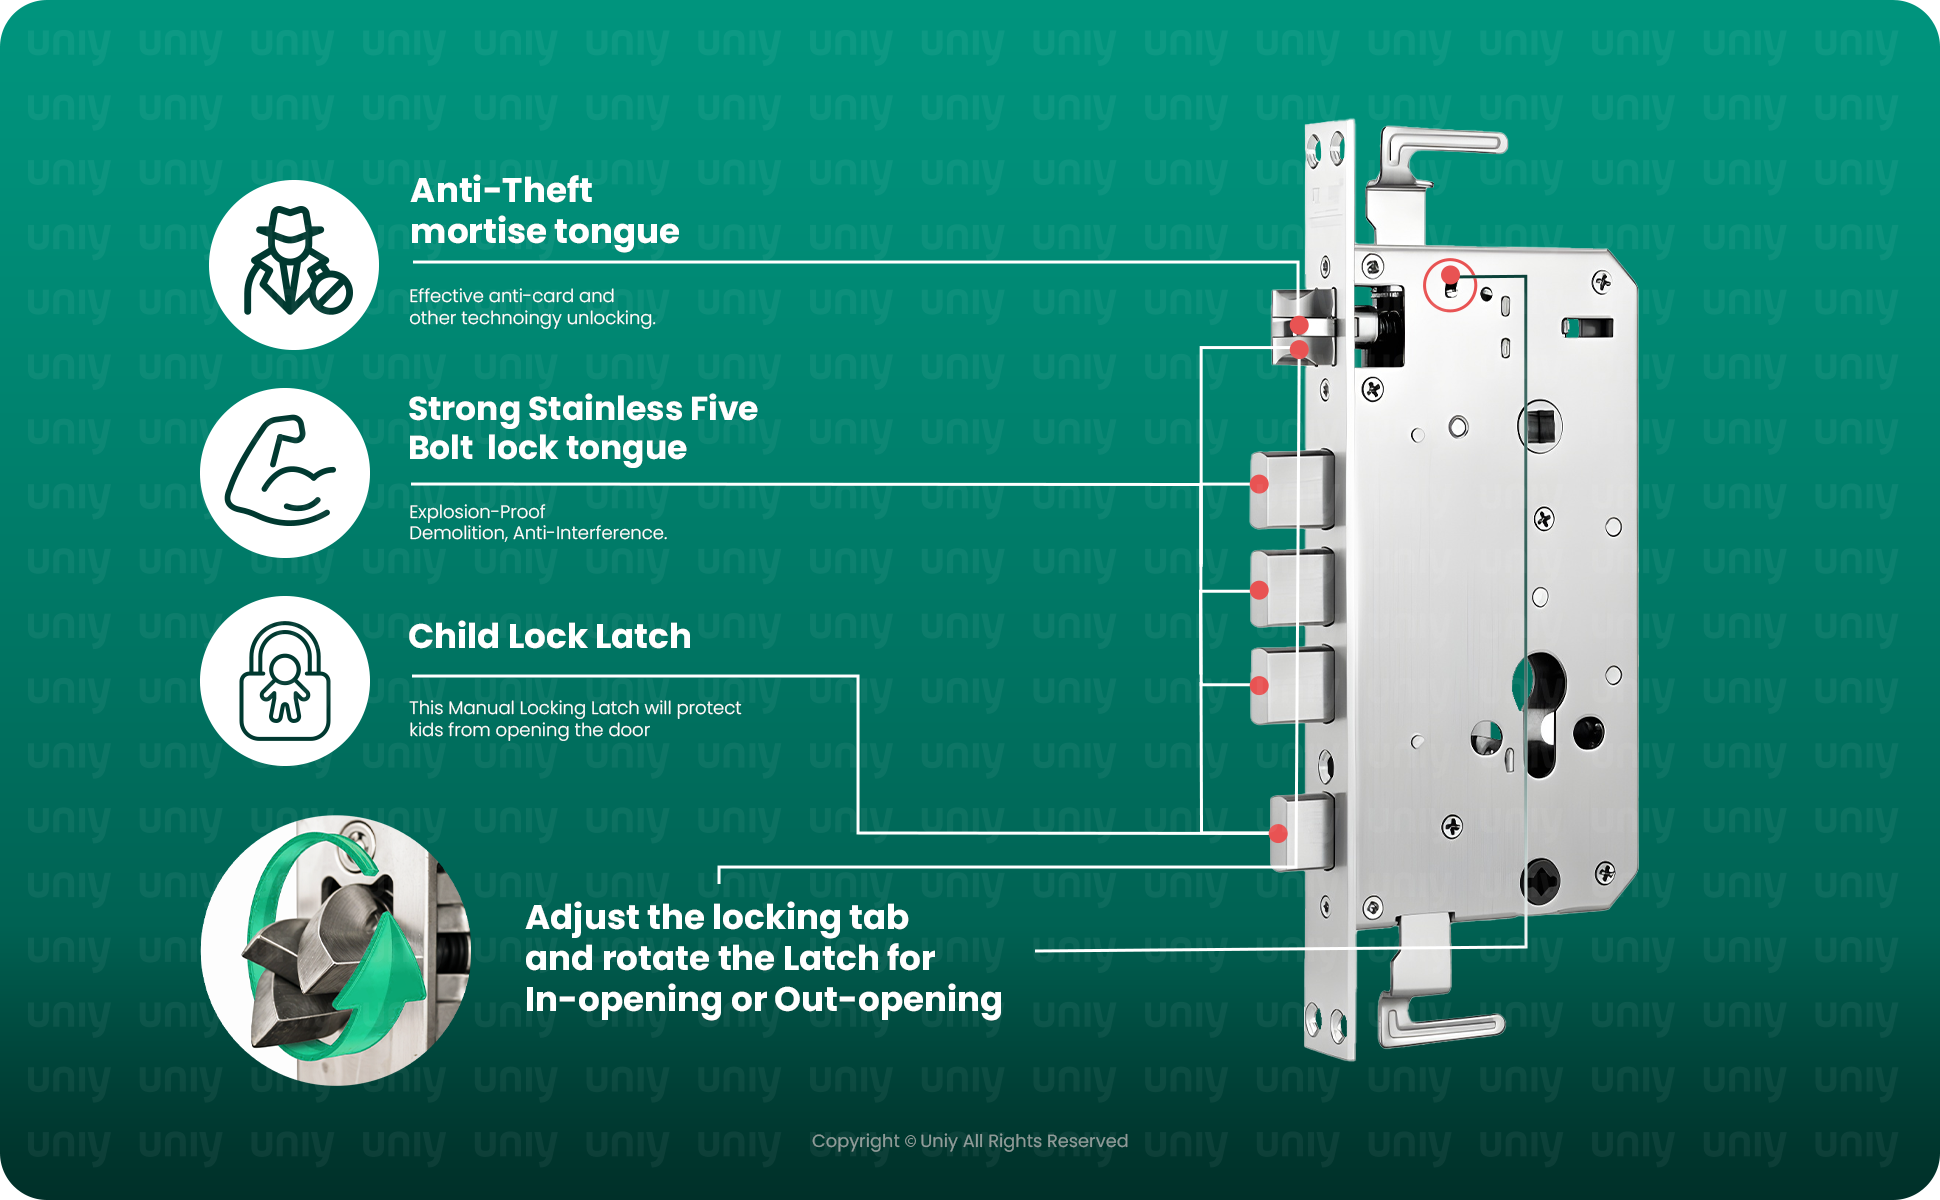 Anti-Theft
mortise tongue
Effective anti-card and
other technoingy unlocking.
Strong Stainless Five
Bolt lock tongue
Explosion-Proof
Demolition, Anti-Interference.
Child Lock Latch
This Manual Locking Latch will protect
kids from opening the door
Adjust the locking tab
and rotate the Latch for
In-opening or Out-opening
Copyright © Uniy All Rights Reserved